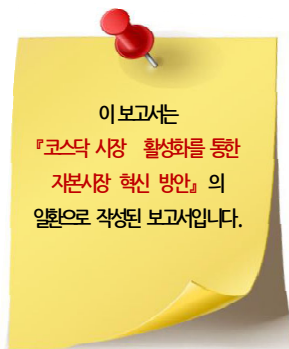 이 보고서는
『코스닥 시장 활성화를 통한
자본시장 혁신 방안』의
일환으로 작성된 보고서입니다.